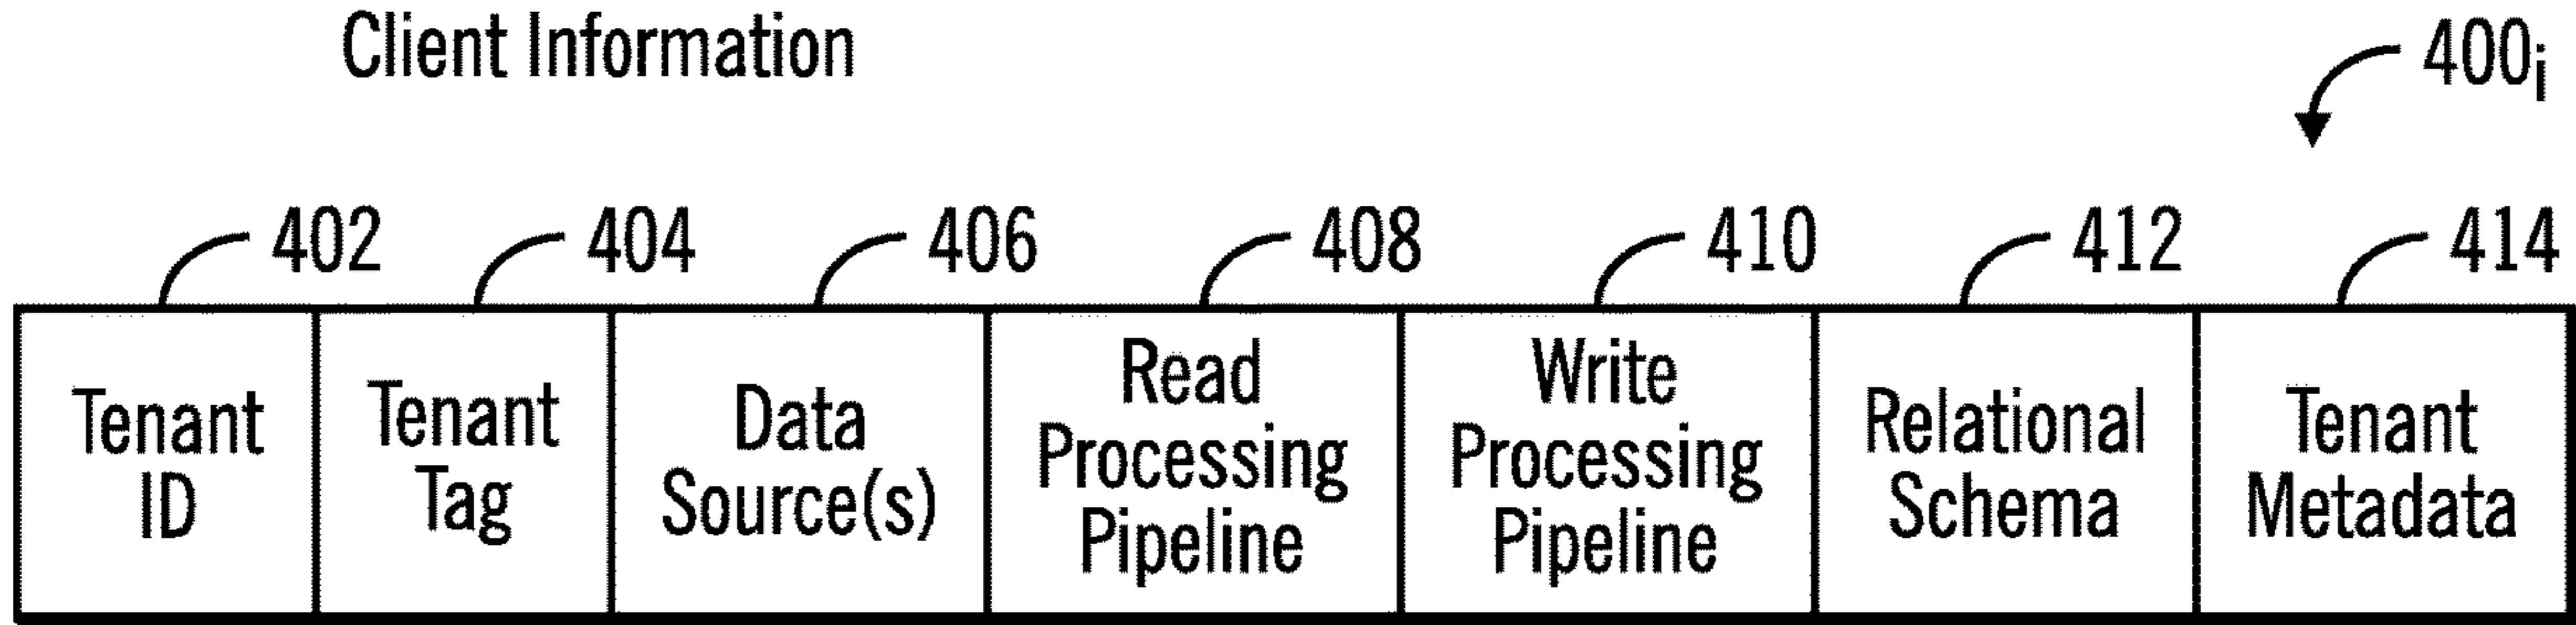 Client Information
400i
402 404 406 408 410 412 414
Tenant ID
Tenant Tag
Data Source(s)
Read Processing Pipeline
Write Processing Pipeline
Relational Schema
Tenant Metadata